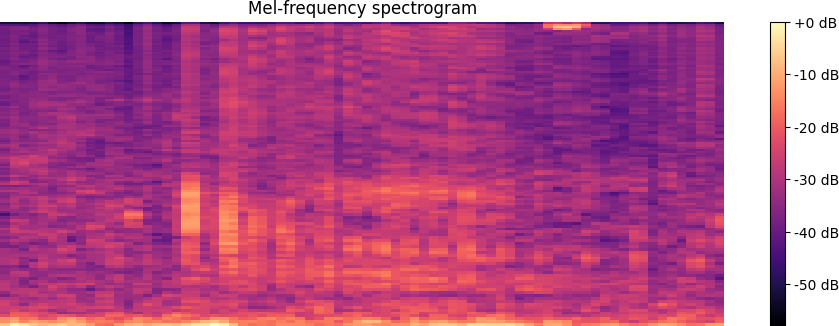 Mel-frequency spectrogram
+0 dB
-10 dB
-20 dB
-30 dB
-40 dB
-50 dB